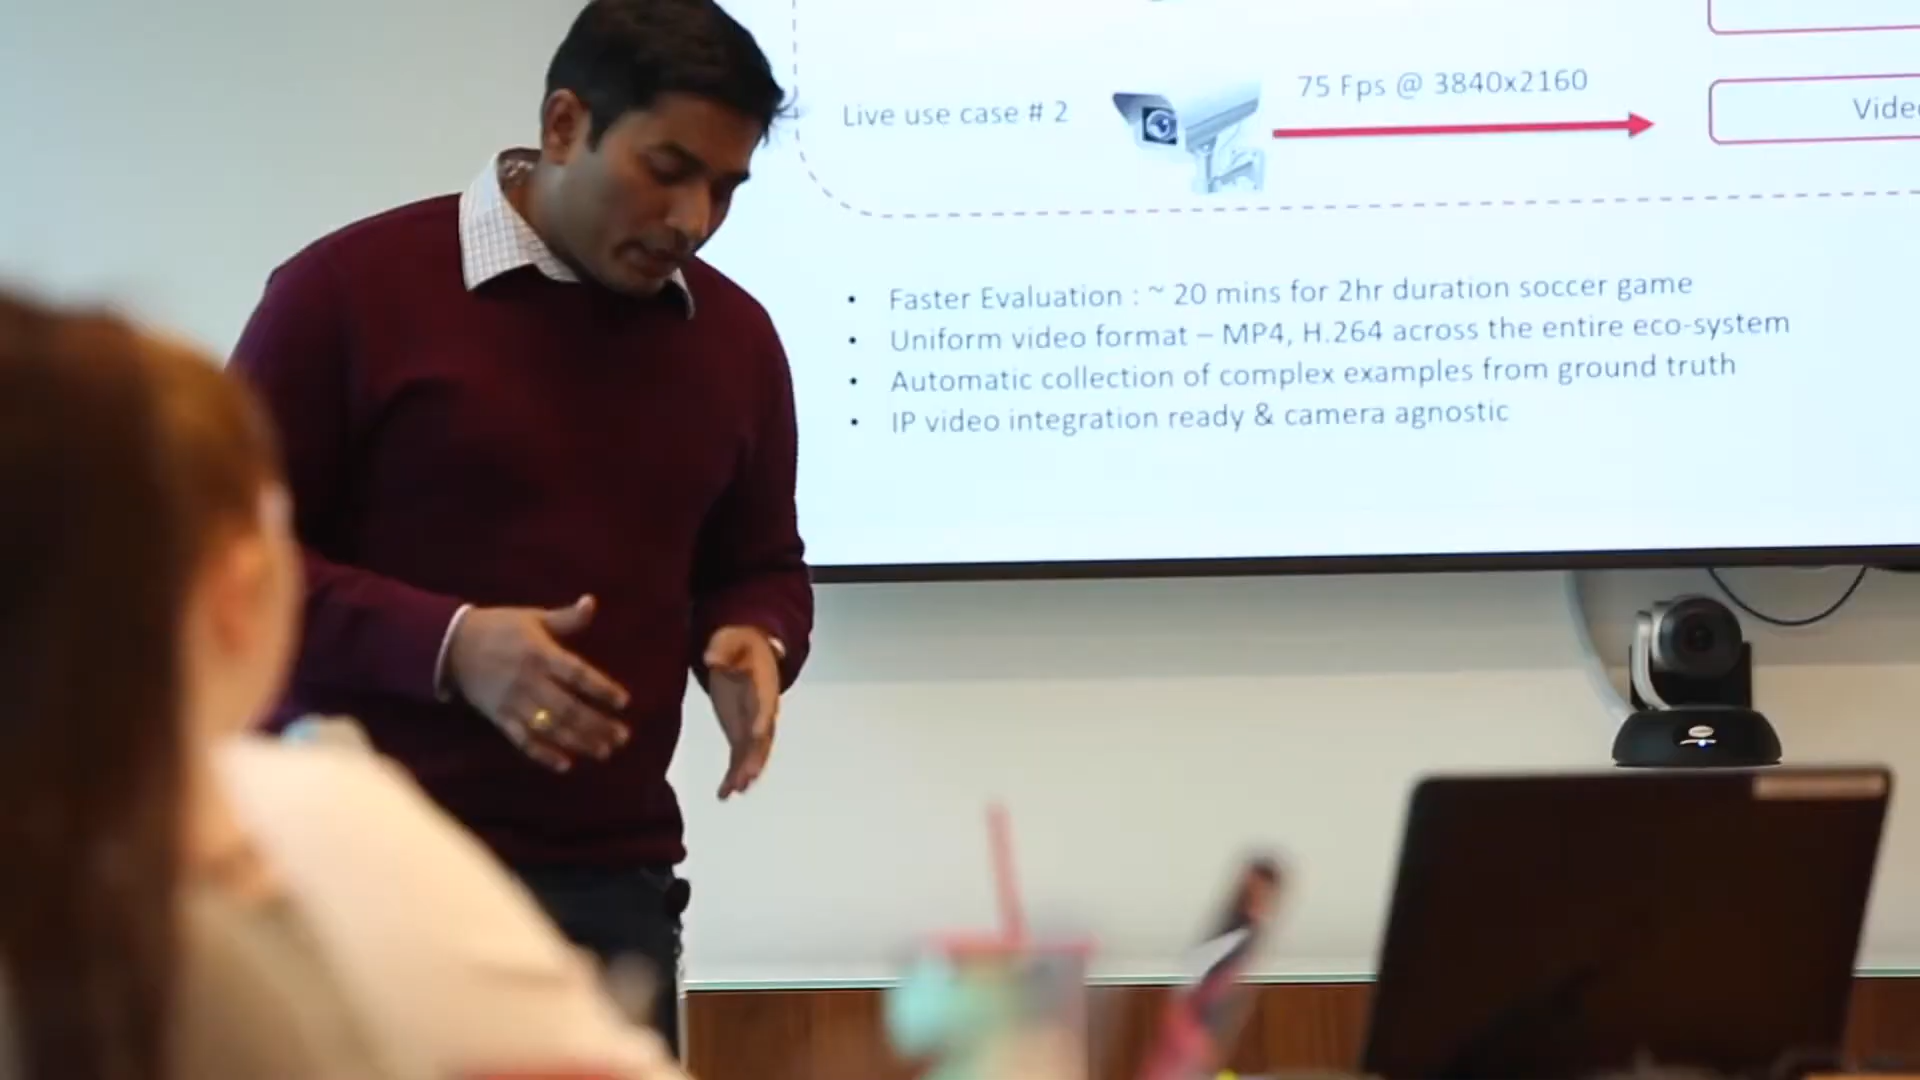 75 Fps @ 3840x2160
Live use case # 2
• Faster Evaluation : ~ 20 mins for 2hr duration soccer game
• Uniform video format – MP4, H.264 across the entire eco-system
• Automatic collection of complex examples from ground truth
• IP video integration ready & camera agnostic